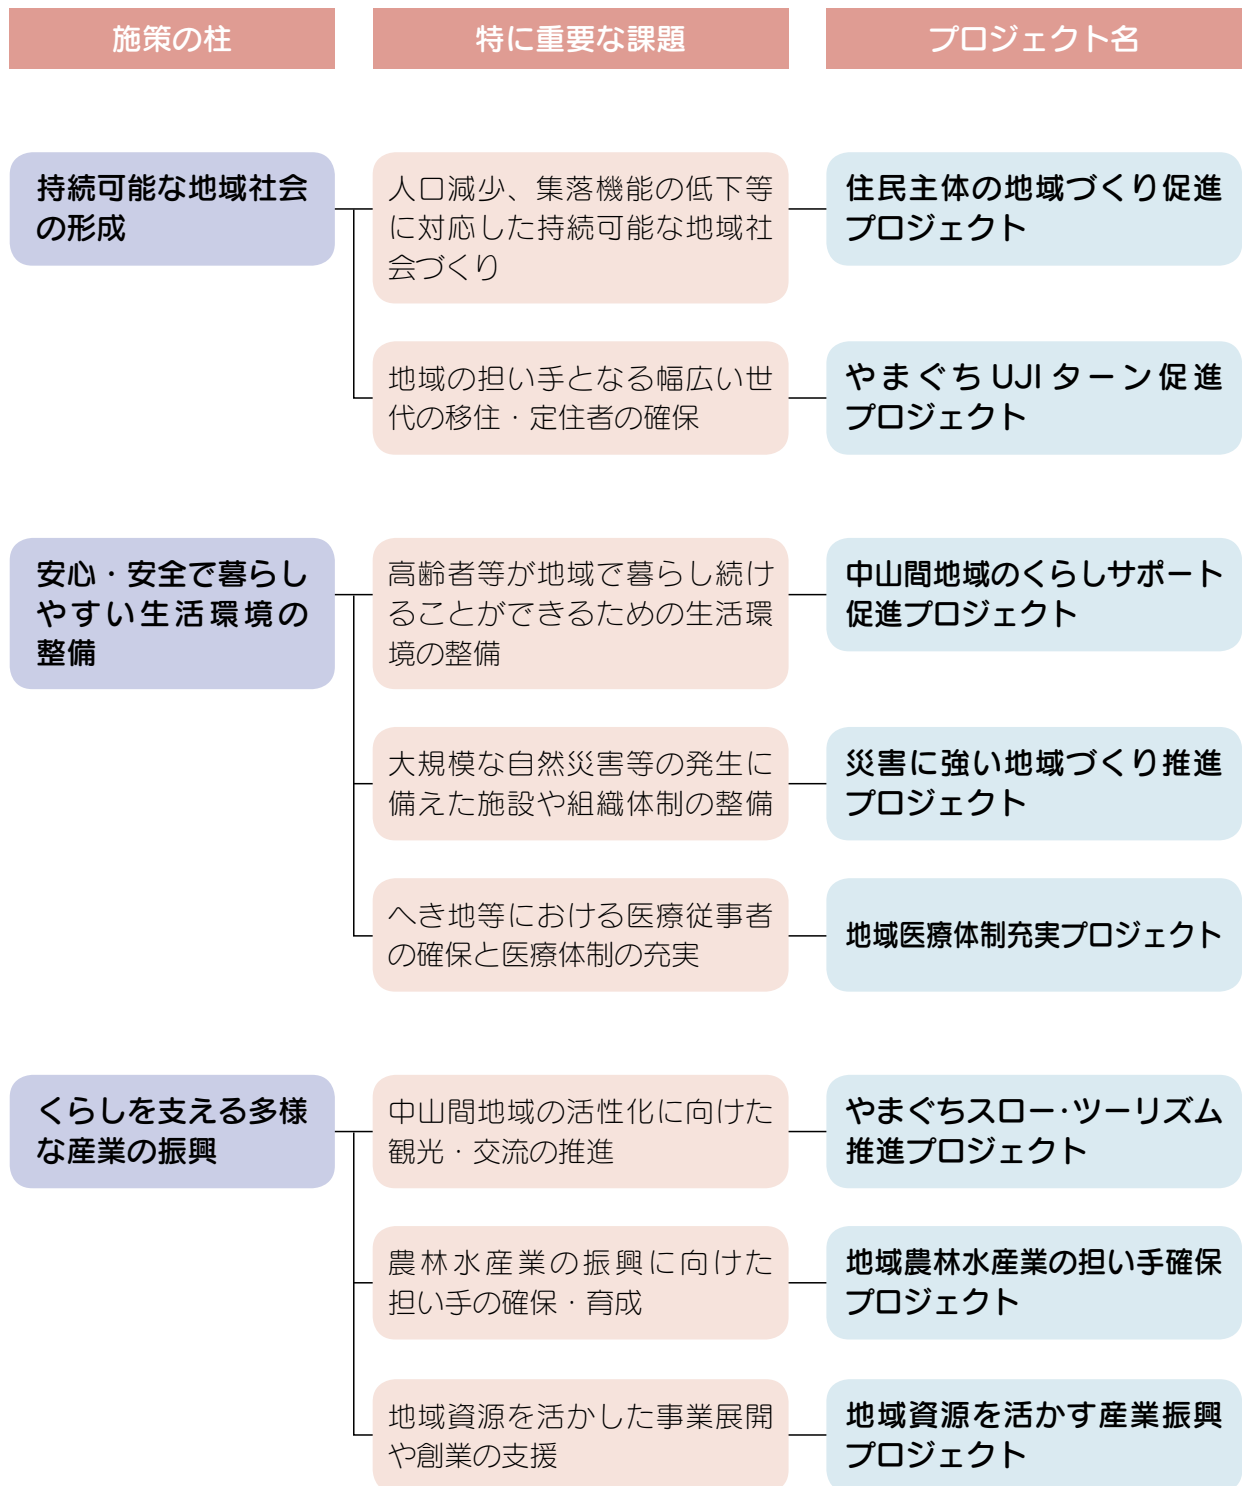 施策の柱
特に重要な課題
プロジェクト名
持続可能な地域社会
の形成
人口減少、集落機能の低下等
に対応した持続可能な地域社
会づくり
住民主体の地域づくり促進
プロジェクト
地域の担い手となる幅広い世
代の移住・定住者の確保
やまぐちUJIターン促進
プロジェクト
安心・安全で暮らし
やすい生活環境の
整備
高齢者等が地域で暮らし続け
ることができるための生活環
境の整備
中山間地域のくらしサポート
促進プロジェクト
大規模な自然災害等の発生に
備えた施設や組織体制の整備
災害に強い地域づくり推進
プロジェクト
へき地等における医療従事者
の確保と医療体制の充実
地域医療体制充実プロジェクト
くらしを支える多様
な産業の振興
中山間地域の活性化に向けた
観光・交流の推進
やまぐちスロー・ツーリズム
推進プロジェクト
農林水産業の振興に向けた
担い手の確保・育成
地域農林水産業の担い手確保
プロジェクト
地域資源を活かした事業展開
や創業の支援
地域資源を活かす産業振興
プロジェクト